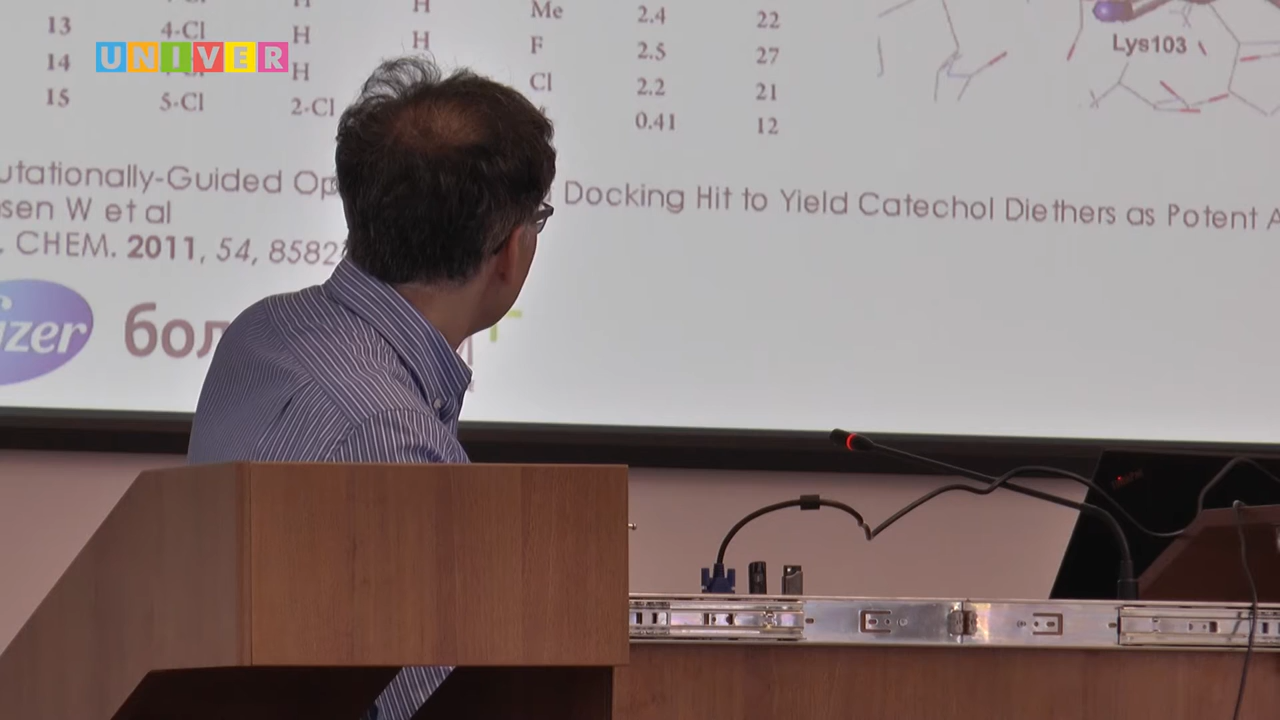 UNIVER
H H Me 2.4 22
13 4-Cl H H F 2.5 27
14 H Cl 2.2 21
15 5-Cl 2-Cl 0.41 12
Lys103
utationally-Guided Op Docking Hit to Yield Catechol Diethers as Potent A
sen W et al
. CHEM. 2011, 54, 8582
izer бол